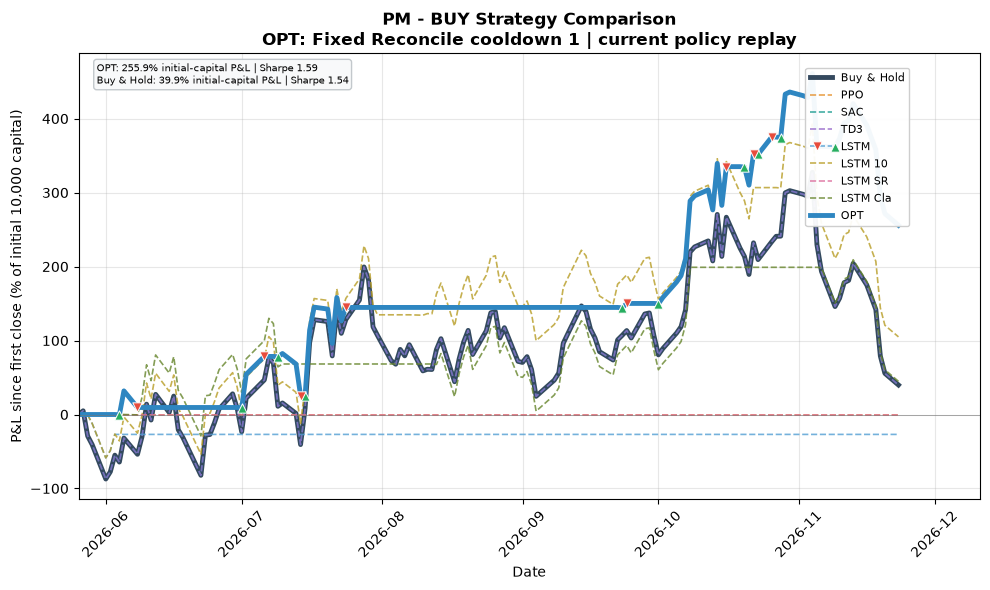 PM - BUY Strategy Comparison
OPT: Fixed Reconcile cooldown 1 | current policy replay
OPT: 255.9% initial-capital P&L | Sharpe 1.59
Buy & Hold: 39.9% initial-capital P&L | Sharpe 1.54
Buy & Hold
PPO
SAC
TD3
LSTM
LSTM 10
LSTM SR
LSTM Cla
OPT
P&L since first close (% of initial 10,000 capital)
400
300
200
100
0
−100
2026-06
2026-07
2026-08
2026-09
2026-10
2026-11
2026-12
Date